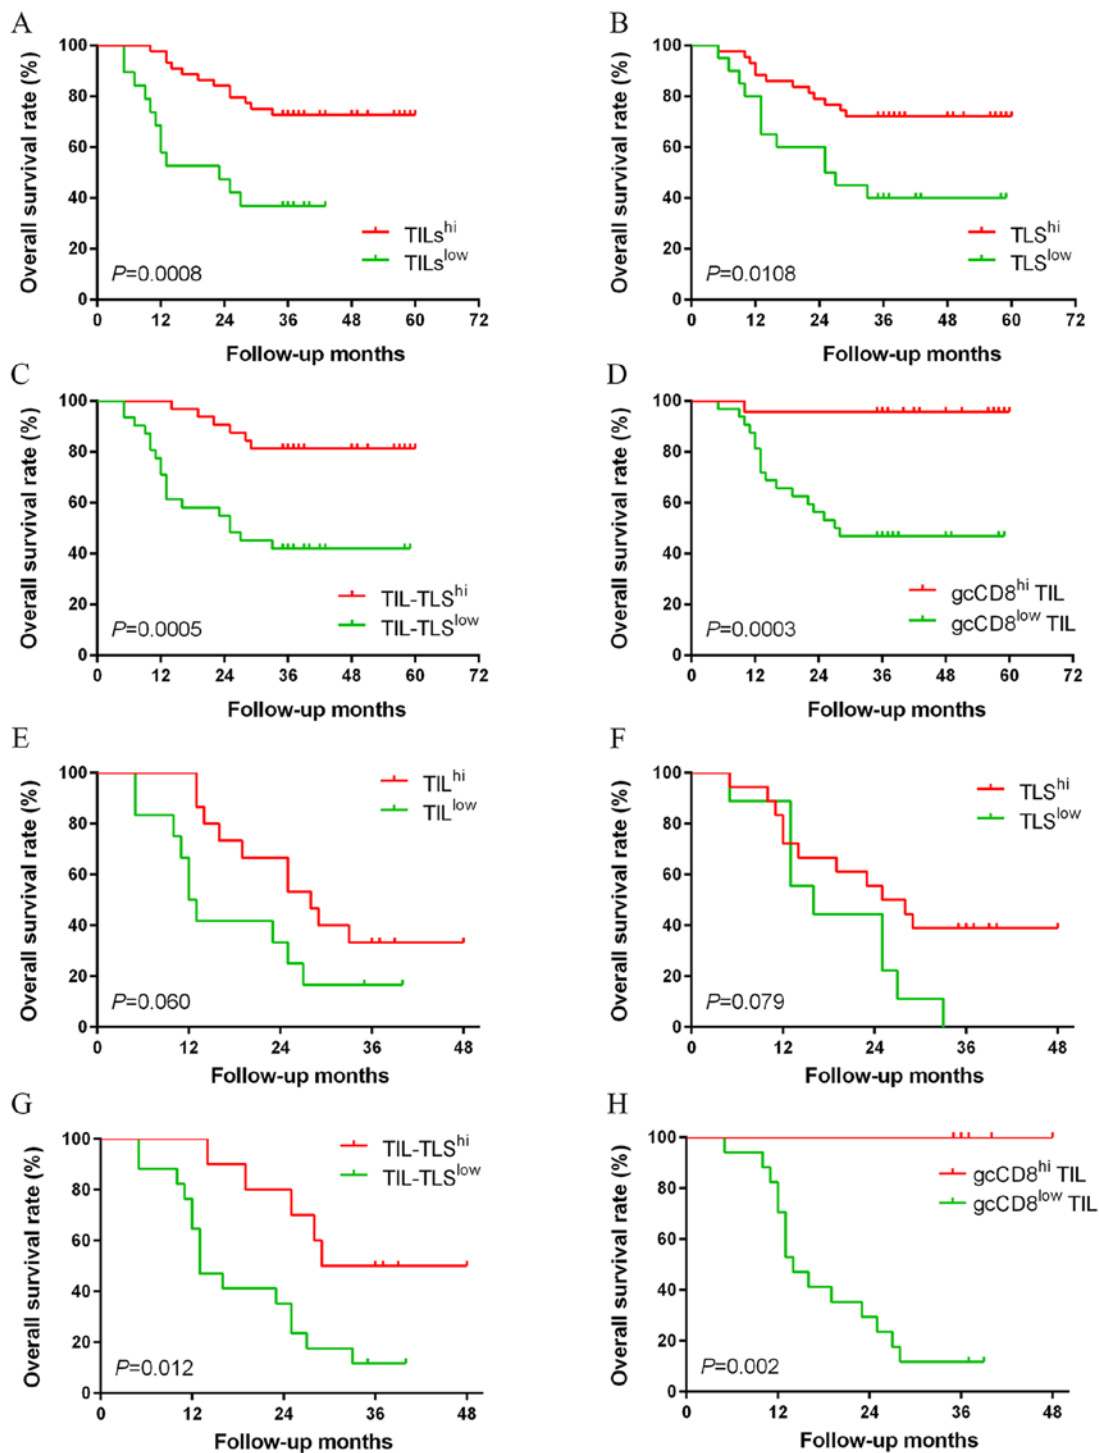 A
Overall survival rate (%)
100
80
60
40
20
0
TILs^hi
TILs^low
P=0.0008
0 12 24 36 48 60 72
Follow-up months
B
Overall survival rate (%)
100
80
60
40
20
0
TLS^hi
TLS^low
P=0.0108
0 12 24 36 48 60 72
Follow-up months
C
Overall survival rate (%)
100
80
60
40
20
0
TIL-TLS^hi
TIL-TLS^low
P=0.0005
0 12 24 36 48 60 72
Follow-up months
D
Overall survival rate (%)
100
80
60
40
20
0
gcCD8^hi TIL
gcCD8^low TIL
P=0.0003
0 12 24 36 48 60 72
Follow-up months
E
Overall survival rate (%)
100
80
60
40
20
0
TIL^hi
TIL^low
P=0.060
0 12 24 36 48
Follow-up months
F
Overall survival rate (%)
100
80
60
40
20
0
TLS^hi
TLS^low
P=0.079
0 12 24 36 48
Follow-up months
G
Overall survival rate (%)
100
80
60
40
20
0
TIL-TLS^hi
TIL-TLS^low
P=0.012
0 12 24 36 48
Follow-up months
H
Overall survival rate (%)
100
80
60
40
20
0
gcCD8^hi TIL
gcCD8^low TIL
P=0.002
0 12 24 36 48
Follow-up months